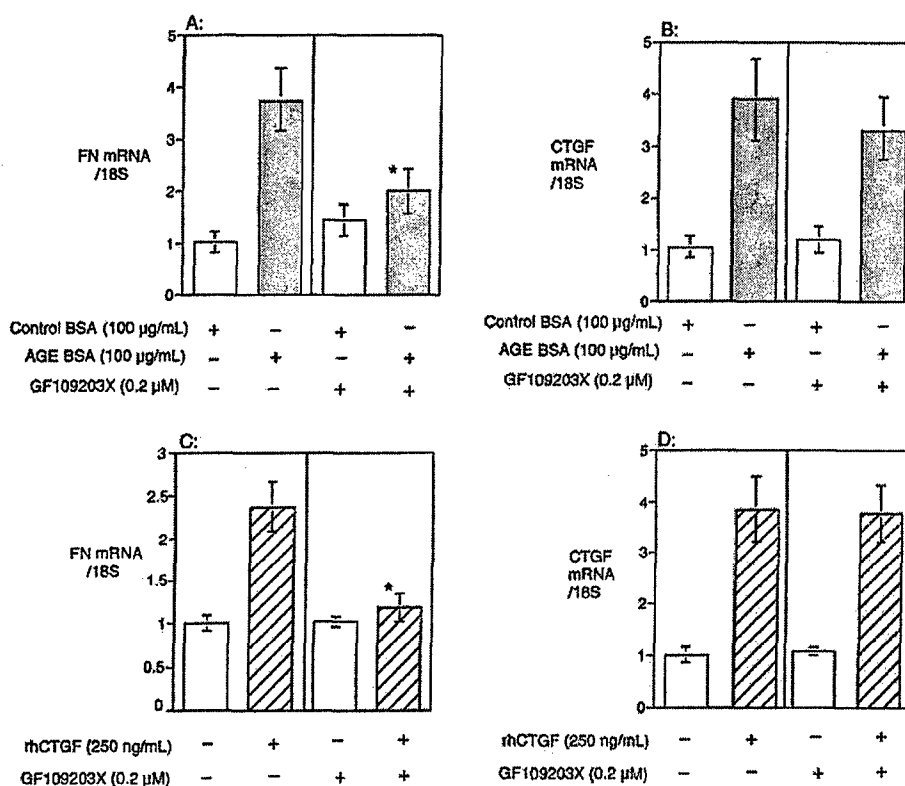 A:
5
4
FN mRNA
/18S
3
2
*
1
0
Control BSA (100 µg/mL) + − + −
AGE BSA (100 µg/mL) − + − +
GF109203X (0.2 µM) − − + +
B:
5
4
CTGF
mRNA
/18S
3
2
1
0
Control BSA (100 µg/mL) + − + −
AGE BSA (100 µg/mL) − + − +
GF109203X (0.2 µM) − − + +
C:
3
2.5
FN mRNA
/18S
2
1.5
*
1
0.5
0
rhCTGF (250 ng/mL) − + − +
GF109203X (0.2 µM) − − + +
D:
5
4
CTGF
mRNA
/18S
3
2
1
0
rhCTGF (250 ng/mL) − + − +
GF109203X (0.2 µM) − − + +